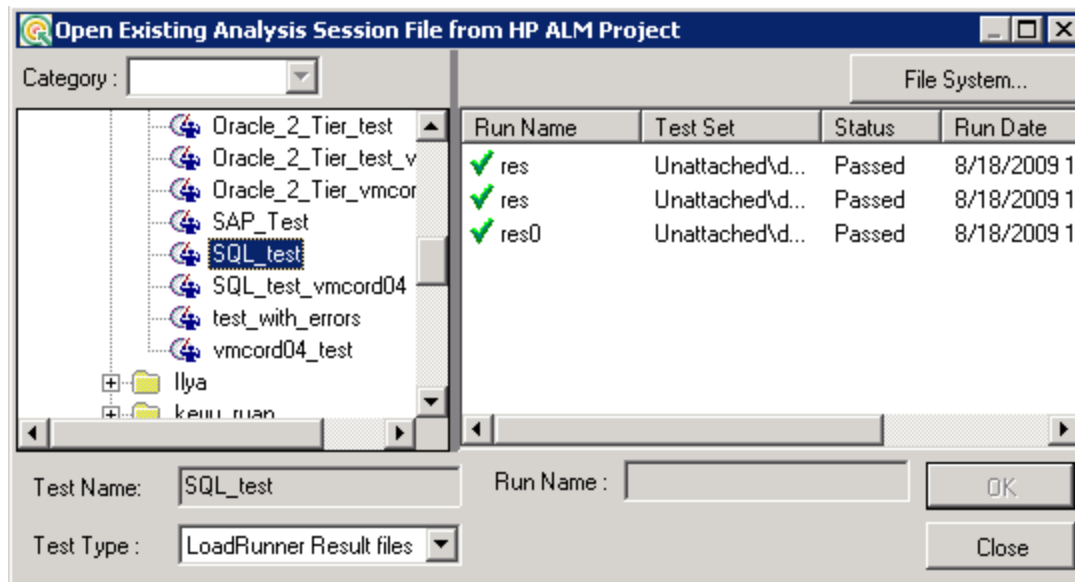 Open Existing Analysis Session File from HP ALM Project
Category :
File System...
Oracle_2_Tier_test
Oracle_2_Tier_test_v
Oracle_2_Tier_vmcor
SAP_Test
SQL_test
SQL_test_vmcord04
test_with_errors
vmcord04_test
Ilya
Run Name Test Set Status Run Date
res Unattached\d... Passed 8/18/2009 1
res Unattached\d... Passed 8/18/2009 1
res0 Unattached\d... Passed 8/18/2009 1
Test Name: SQL_test
Run Name :
OK
Test Type : LoadRunner Result files
Close